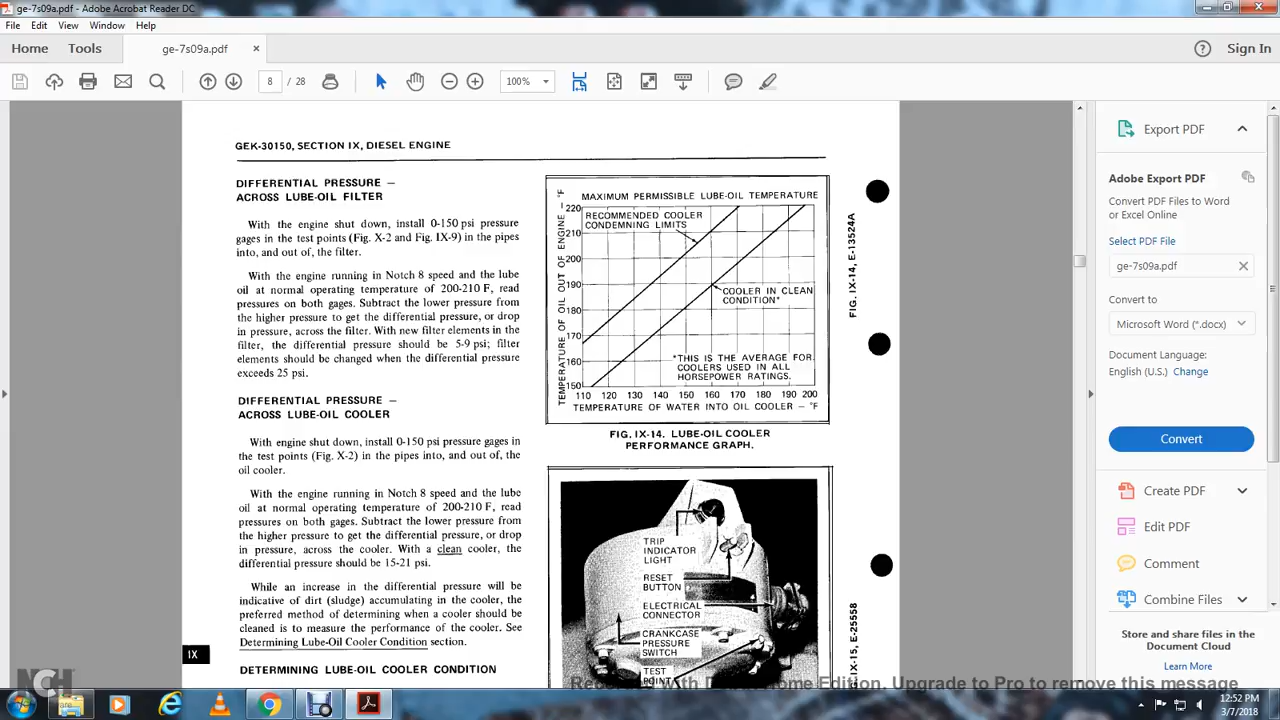 ge-7s09a.pdf - Adobe Acrobat Reader DC
File Edit View Window Help
Home Tools ge-7s09a.pdf × Sign In
8 / 28 100%
GEK-30150, SECTION IX, DIESEL ENGINE
DIFFERENTIAL PRESSURE –
ACROSS LUBE-OIL FILTER
With the engine shut down, install 0-150 psi pressure
gages in the test points (Fig. X-2 and Fig. IX-9) in the pipes
into, and out of, the filter.
With the engine running in Notch 8 speed and the lube
oil at normal operating temperature of 200-210 F, read
pressures on both gages. Subtract the lower pressure from
the higher pressure to get the differential pressure, or drop
in pressure, across the filter. With new filter elements in the
filter, the differential pressure should be 5-9 psi; filter
elements should be changed when the differential pressure
exceeds 25 psi.
DIFFERENTIAL PRESSURE –
ACROSS LUBE-OIL COOLER
With engine shut down, install 0-150 psi pressure gages in
the test points (Fig. X-2) in the pipes into, and out of, the
oil cooler.
With the engine running in Notch 8 speed and the lube
oil at normal operating temperature of 200-210 F, read
pressures on both gages. Subtract the lower pressure from
the higher pressure to get the differential pressure, or drop
in pressure, across the cooler. With a clean cooler, the
differential pressure should be 15-21 psi.
While an increase in the differential pressure will be
indicative of dirt (sludge) accumulating in the cooler, the
preferred method of determining when a cooler should be
cleaned is to measure the performance of the cooler. See
Determining Lube-Oil Cooler Condition section.
IX
DETERMINING LUBE-OIL COOLER CONDITION
MAXIMUM PERMISSIBLE LUBE-OIL TEMPERATURE
RECOMMENDED COOLER
CONDEMNING LIMITS
COOLER IN CLEAN
CONDITION*
*THIS IS THE AVERAGE FOR
COOLERS USED IN ALL
HORSEPOWER RATINGS.
TEMPERATURE OF OIL OUT OF ENGINE – °F
220
210
200
190
180
170
160
150
110 120 130 140 150 160 170 180 190 200
TEMPERATURE OF WATER INTO OIL COOLER – °F
FIG. IX-14, E-13524A
FIG. IX-14. LUBE-OIL COOLER
PERFORMANCE GRAPH.
TRIP
INDICATOR
LIGHT
RESET
BUTTON
ELECTRICAL
CONNECTOR
CRANKCASE
PRESSURE
SWITCH
TEST
IX-15, E-25558
Export PDF
Adobe Export PDF
Convert PDF Files to Word
or Excel Online
Select PDF File
ge-7s09a.pdf ×
Convert to
Microsoft Word (*.docx)
Document Language:
English (U.S.) Change
Convert
Create PDF
Edit PDF
Comment
Combine Files
Store and share files in the
Document Cloud
Learn More
NCH
Home Edition. Upgrade to Pro to remove this message
12:52 PM
3/7/2018